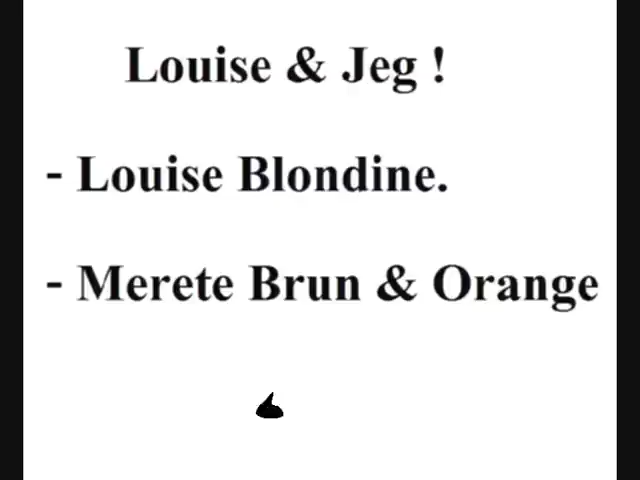 Louise & Jeg !
- Louise Blondine.
- Merete Brun & Orange